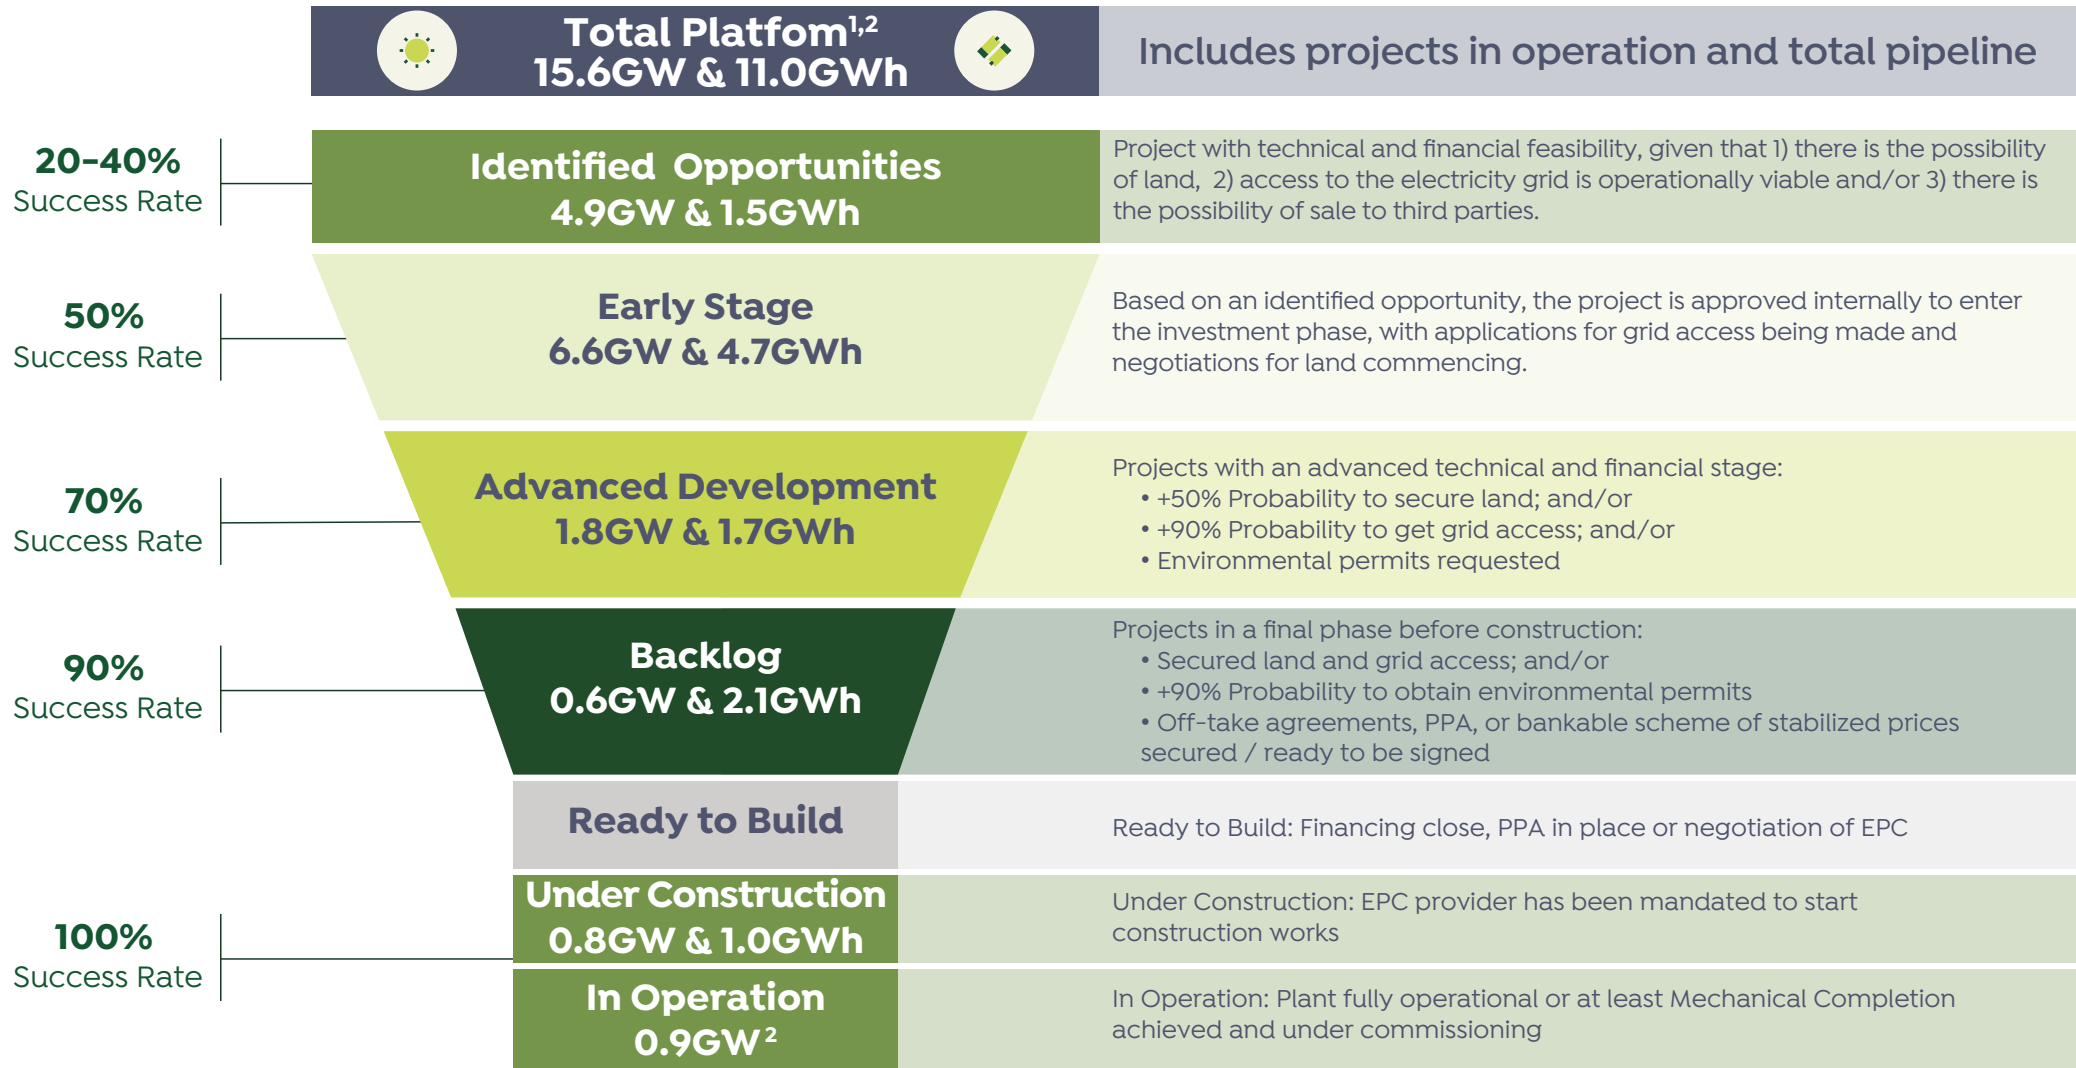 Total Platfom1,2
15.6GW & 11.0GWh
Includes projects in operation and total pipeline
20-40%
Success Rate
Identified Opportunities
4.9GW & 1.5GWh
Project with technical and financial feasibility, given that 1) there is the possibility
of land, 2) access to the electricity grid is operationally viable and/or 3) there is
the possibility of sale to third parties.
50%
Success Rate
Early Stage
6.6GW & 4.7GWh
Based on an identified opportunity, the project is approved internally to enter
the investment phase, with applications for grid access being made and
negotiations for land commencing.
70%
Success Rate
Advanced Development
1.8GW & 1.7GWh
Projects with an advanced technical and financial stage:
• +50% Probability to secure land; and/or
• +90% Probability to get grid access; and/or
• Environmental permits requested
90%
Success Rate
Backlog
0.6GW & 2.1GWh
Projects in a final phase before construction:
• Secured land and grid access; and/or
• +90% Probability to obtain environmental permits
• Off-take agreements, PPA, or bankable scheme of stabilized prices
secured / ready to be signed
Ready to Build
Ready to Build: Financing close, PPA in place or negotiation of EPC
100%
Success Rate
Under Construction
0.8GW & 1.0GWh
Under Construction: EPC provider has been mandated to start
construction works
In Operation
0.9GW2
In Operation: Plant fully operational or at least Mechanical Completion
achieved and under commissioning